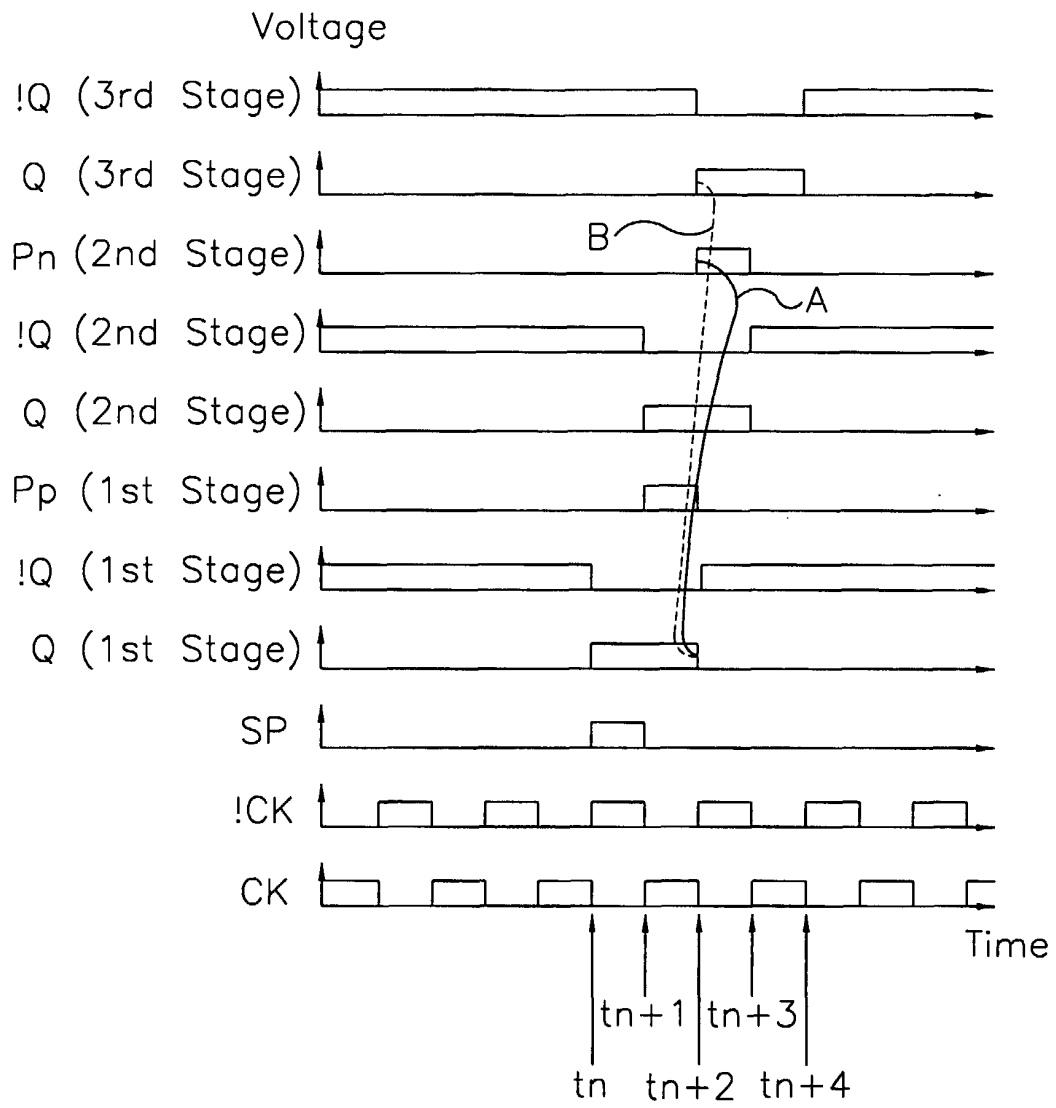 Voltage
!Q (3rd Stage)
Q (3rd Stage)
B
Pn (2nd Stage)
A
!Q (2nd Stage)
Q (2nd Stage)
Pp (1st Stage)
!Q (1st Stage)
Q (1st Stage)
SP
!CK
CK
Time
tn+1 tn+3
tn tn+2 tn+4